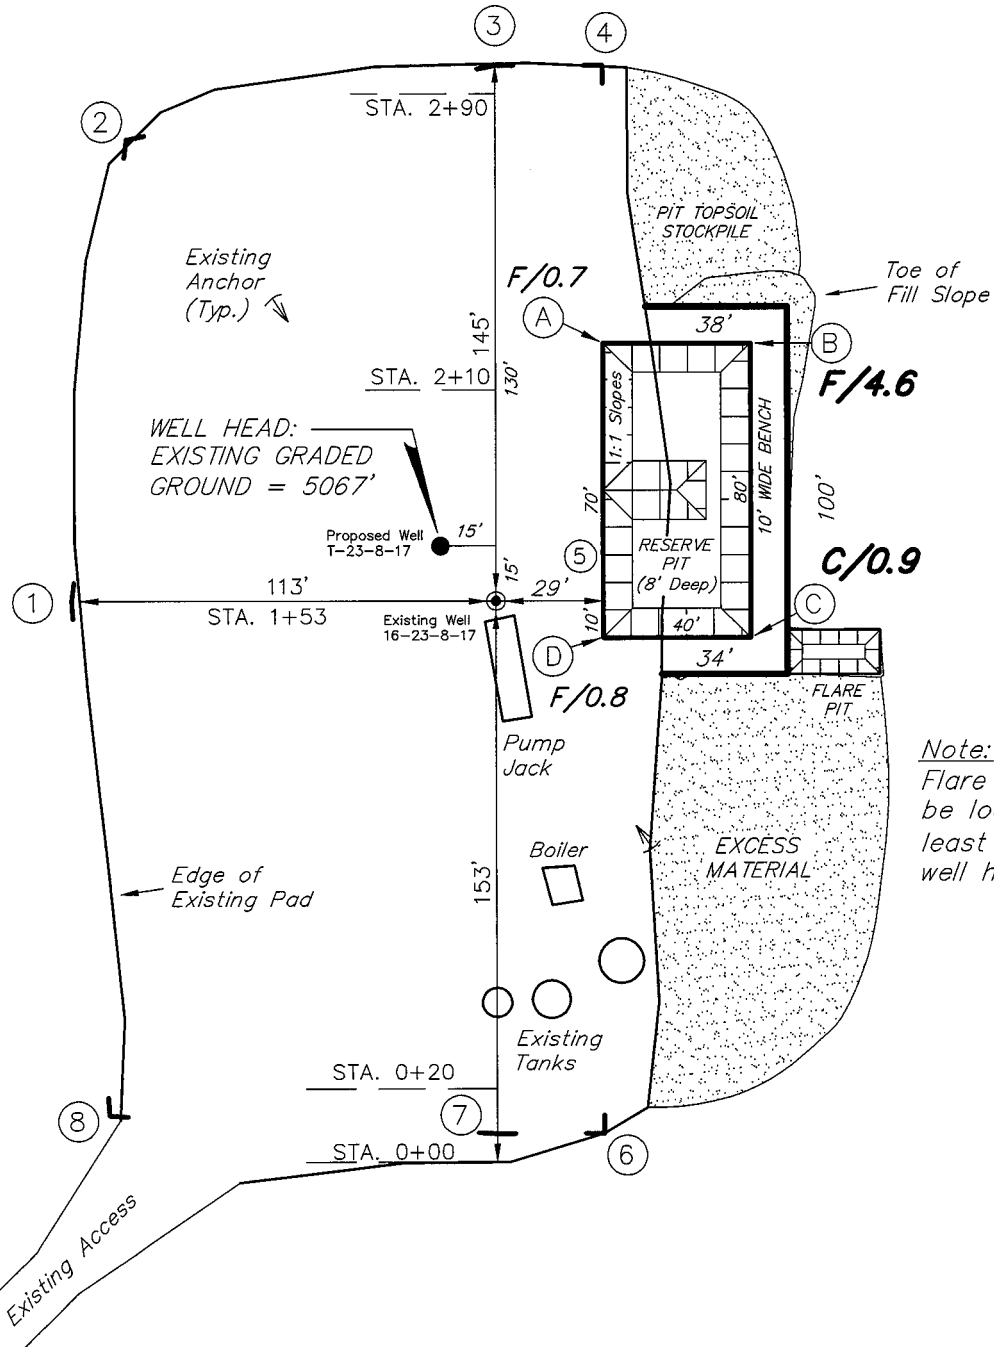 3
4
2
STA. 2+90
PIT TOPSOIL
STOCKPILE
Existing
Anchor
(Typ.)
F/0.7
Toe of
Fill Slope
A
38'
B
145'
130'
STA. 2+10
1:1 Slopes
F/4.6
WELL HEAD:
EXISTING GRADED
GROUND = 5067'
10' WIDE BENCH
80'
70'
100'
Proposed Well
T-23-8-17
15'
15'
5
RESERVE
PIT
(8' Deep)
C/0.9
1
113'
STA. 1+53
29'
Existing Well
16-23-8-17
10'
40'
C
D
34'
F/0.8
FLARE
PIT
Pump
Jack
Note:
Flare
be lo
least
well h
153'
Boiler
EXCESS
MATERIAL
Edge of
Existing Pad
Existing
Tanks
STA. 0+20
8
7
6
STA. 0+00
Existing Access